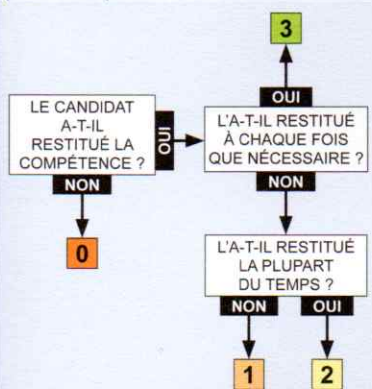 3
OUI
LE CANDIDAT
A-T-IL
RESTITUÉ LA
COMPÉTENCE ?
OUI
NON
0
L'A-T-IL RESTITUÉ
À CHAQUE FOIS
QUE NÉCESSAIRE ?
NON
L'A-T-IL RESTITUÉ
LA PLUPART
DU TEMPS ?
NON
OUI
1
2